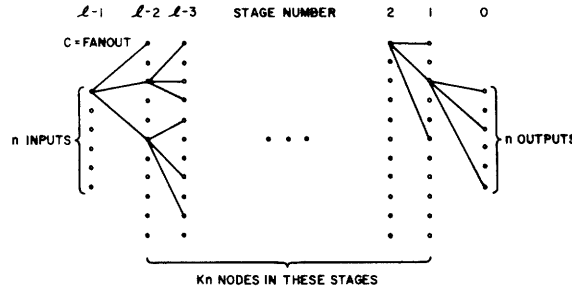 ℓ-1 ℓ-2 ℓ-3 STAGE NUMBER 2 1 0
C = FANOUT
n INPUTS n OUTPUTS
Kn NODES IN THESE STAGES